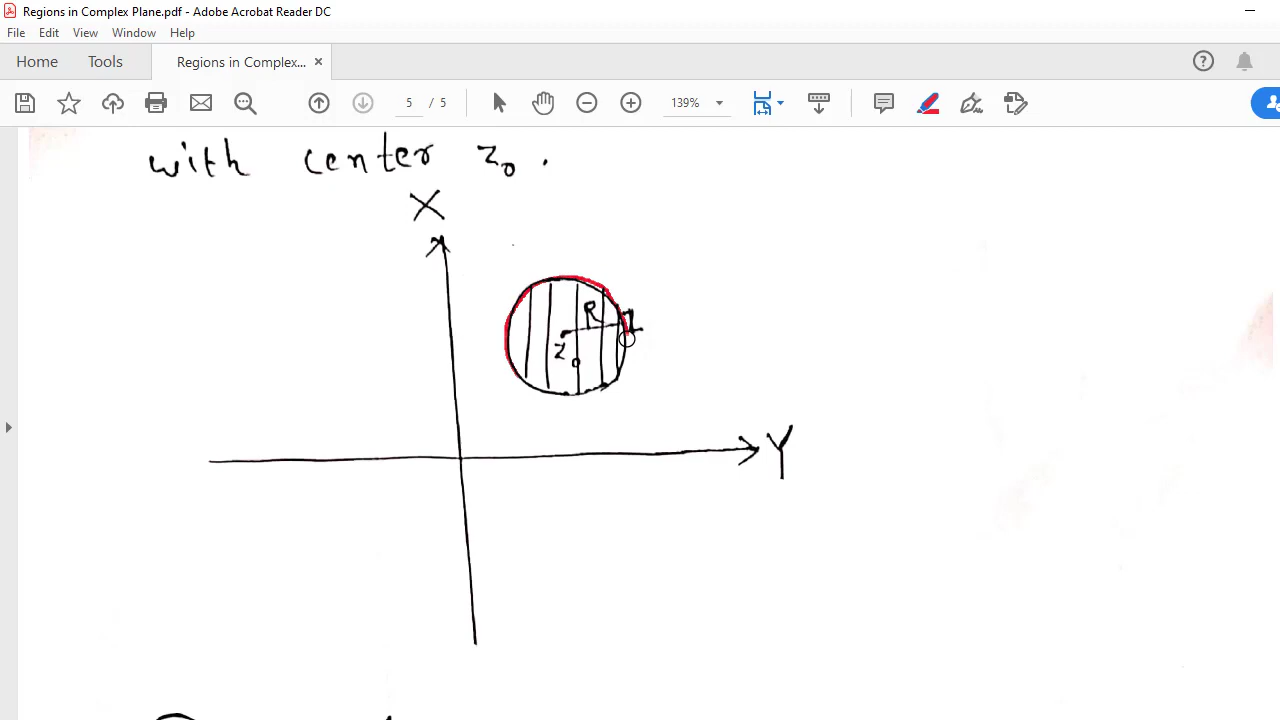 Regions in Complex Plane.pdf - Adobe Acrobat Reader DC
File Edit View Window Help
Home Tools Regions in Complex... ×
5 / 5 139%
with center z₀ .
X
R
z₀
Y